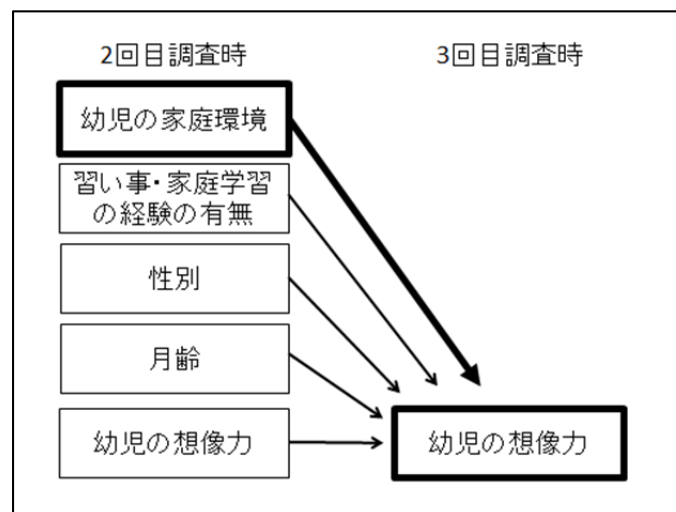 2回目調査時
3回目調査時
幼児の家庭環境
習い事・家庭学習
の経験の有無
性別
月齢
幼児の想像力
幼児の想像力